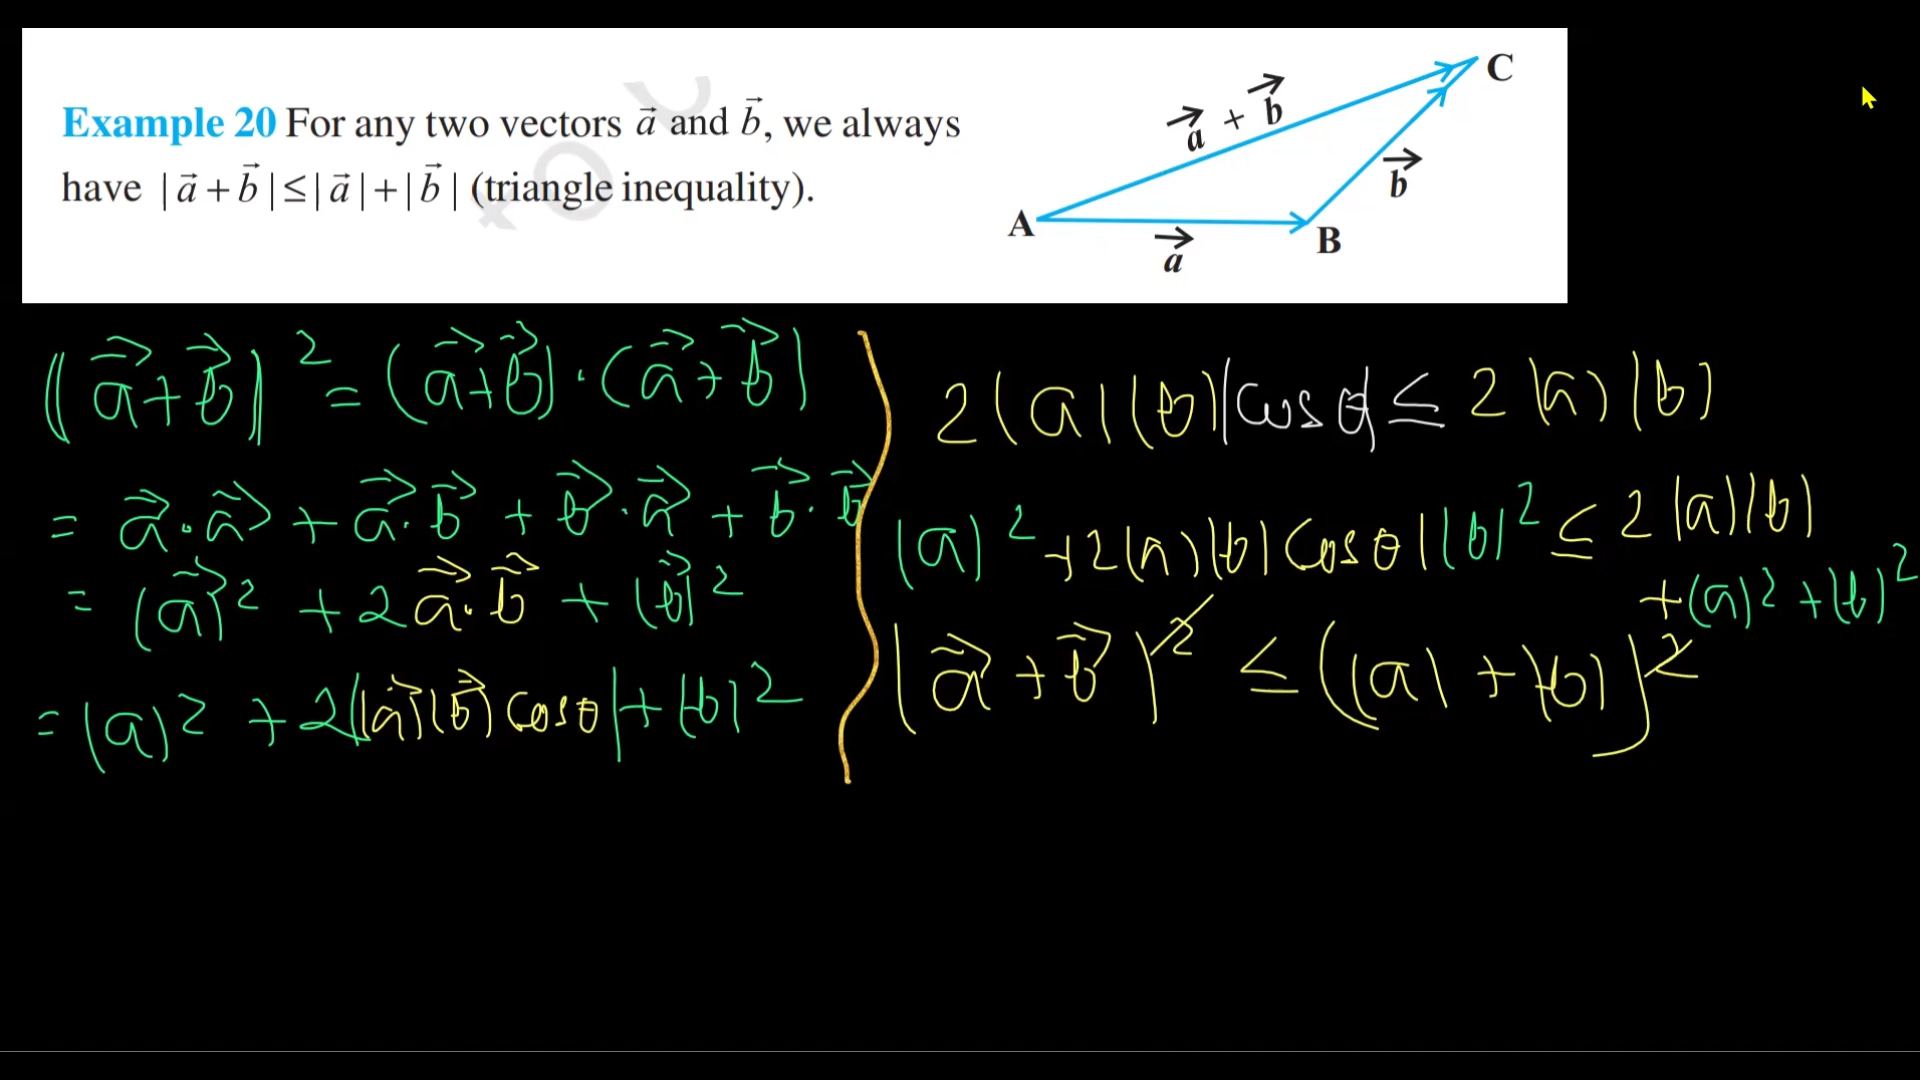 Example 20 For any two vectors a⃗ and b⃗, we always
have |a⃗ + b⃗| ≤ |a⃗| + |b⃗| (triangle inequality).
C
a⃗ + b⃗
b⃗
A
B
a⃗
|a⃗+b⃗|² = (a⃗+b⃗)·(a⃗+b⃗)
= a⃗·a⃗ + a⃗·b⃗ + b⃗·a⃗ + b⃗·b⃗
= |a⃗|² + 2a⃗·b⃗ + |b⃗|²
= |a|² + 2||a⃗||b⃗|cosθ| + |b|²
2|a||b||cosθ| ≤ 2|a||b|
|a|² + 2|a||b|cosθ||b|² ≤ 2|a||b|
+|a|² + |b|²
|a⃗ + b⃗|² ≤ (|a| + |b|)²